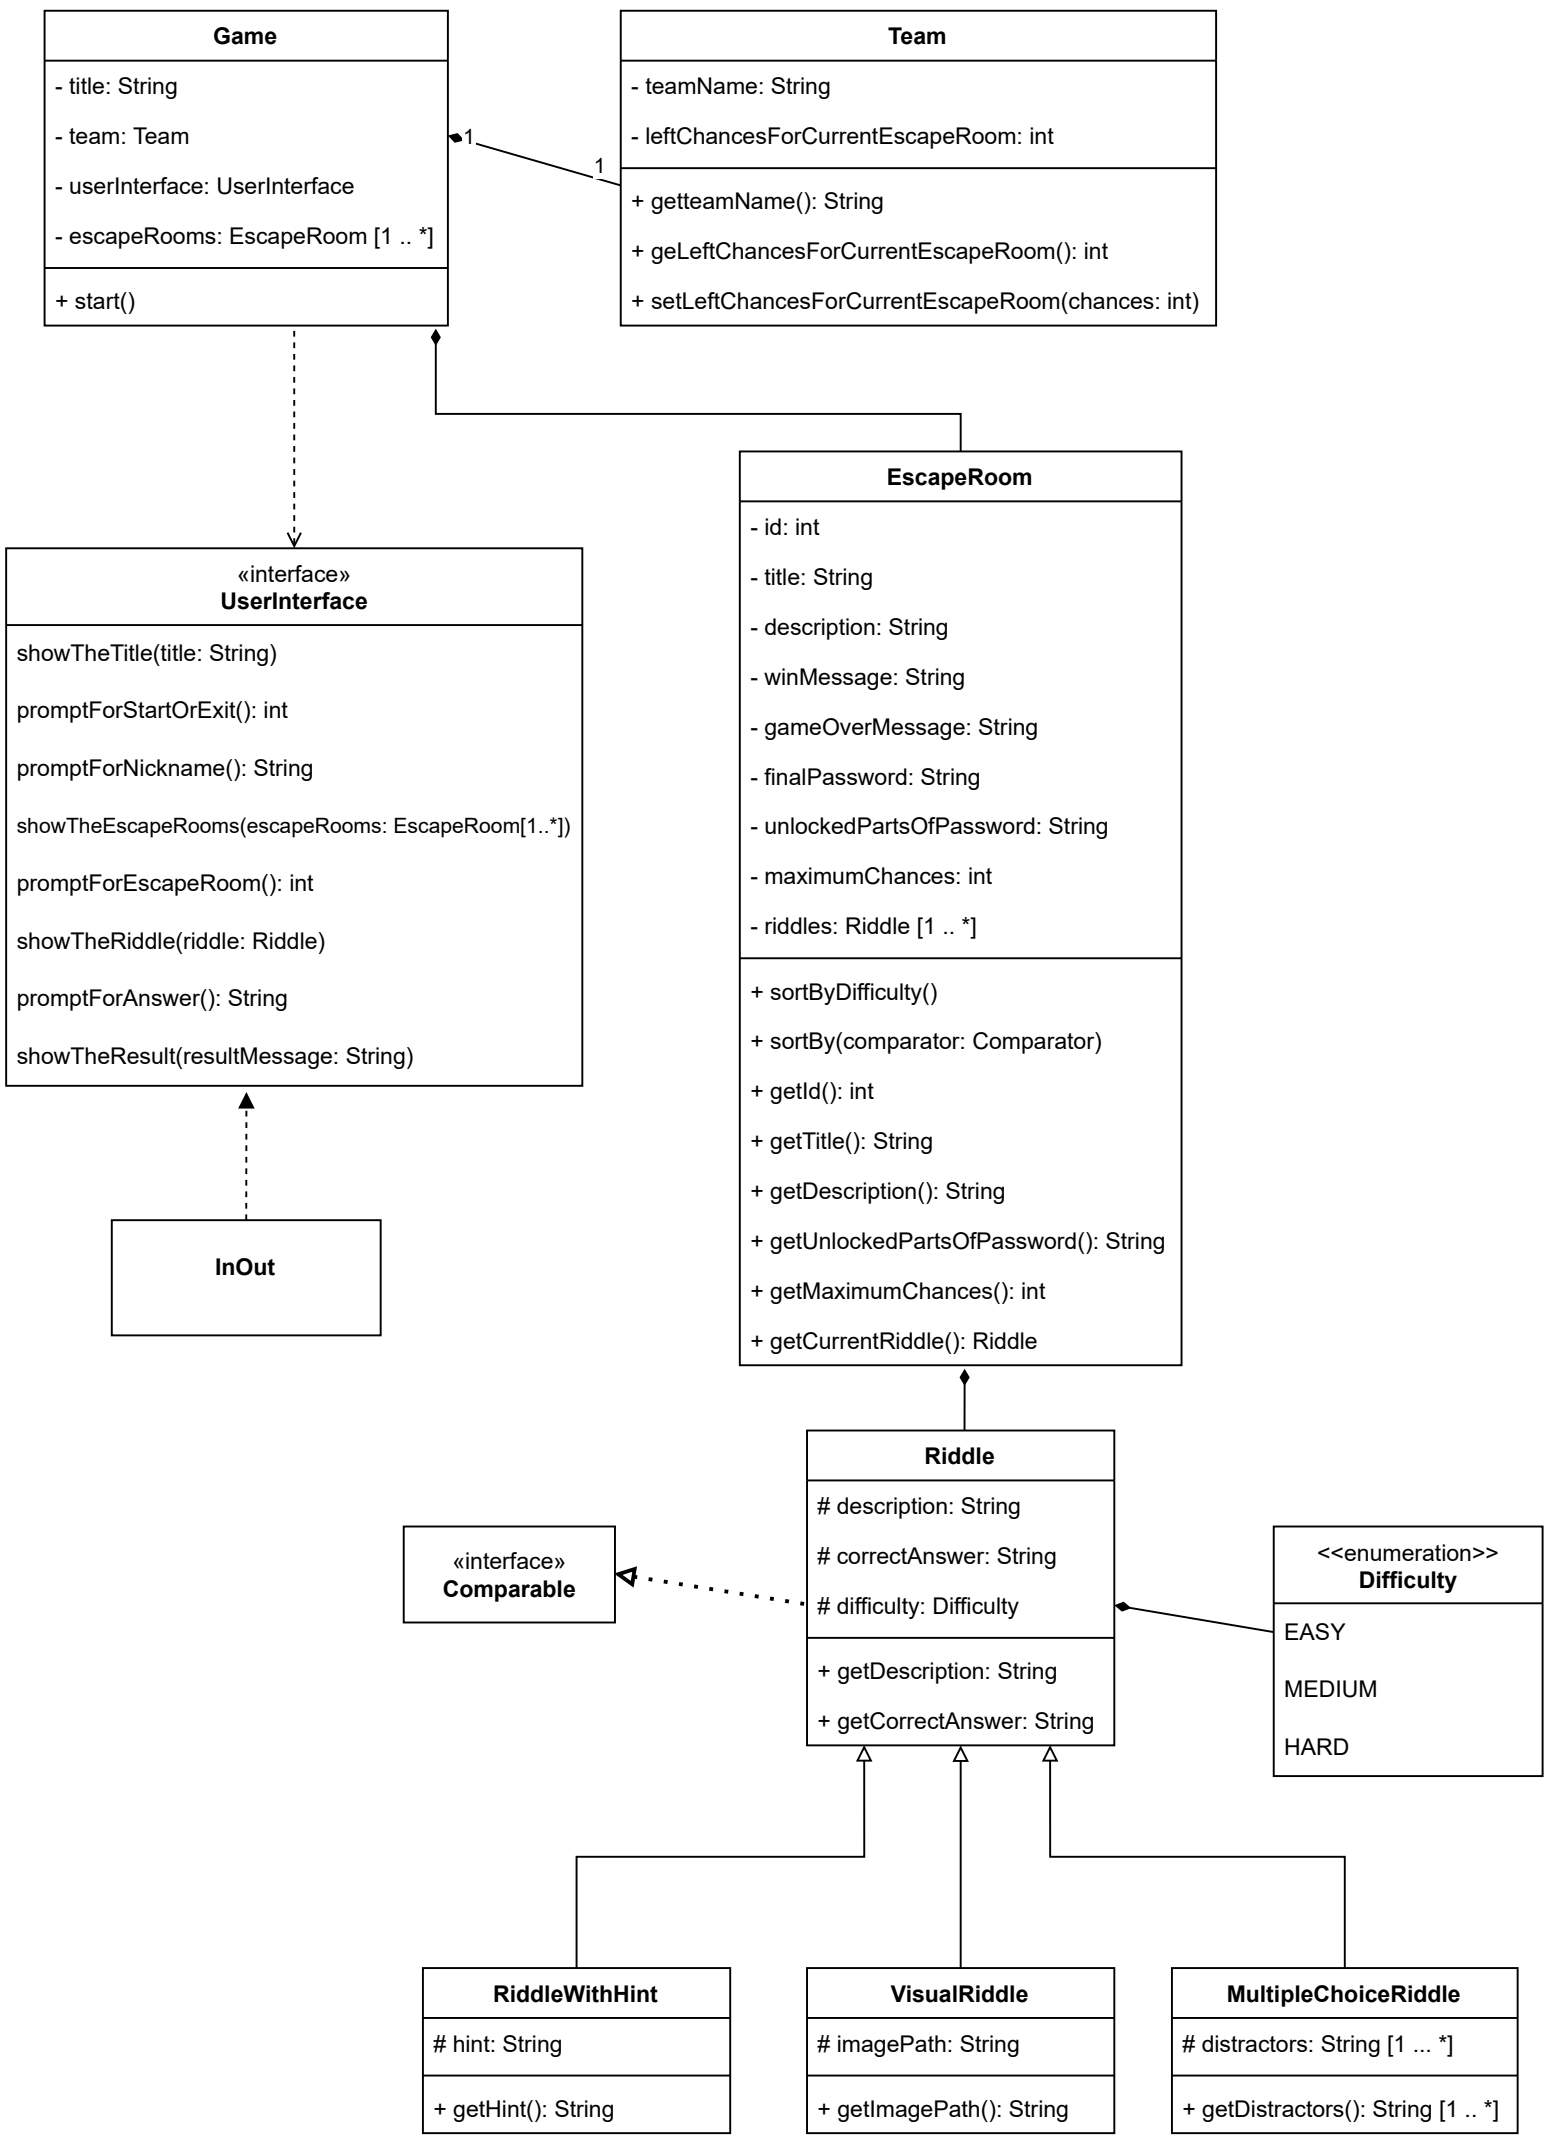 Game
- title: String
- team: Team
- userInterface: UserInterface
- escapeRooms: EscapeRoom [1 .. *]
+ start()
1
1
Team
- teamName: String
- leftChancesForCurrentEscapeRoom: int
+ getteamName(): String
+ geLeftChancesForCurrentEscapeRoom(): int
+ setLeftChancesForCurrentEscapeRoom(chances: int)
«interface»
UserInterface
showTheTitle(title: String)
promptForStartOrExit(): int
promptForNickname(): String
showTheEscapeRooms(escapeRooms: EscapeRoom[1..*])
promptForEscapeRoom(): int
showTheRiddle(riddle: Riddle)
promptForAnswer(): String
showTheResult(resultMessage: String)
InOut
EscapeRoom
- id: int
- title: String
- description: String
- winMessage: String
- gameOverMessage: String
- finalPassword: String
- unlockedPartsOfPassword: String
- maximumChances: int
- riddles: Riddle [1 .. *]
+ sortByDifficulty()
+ sortBy(comparator: Comparator)
+ getId(): int
+ getTitle(): String
+ getDescription(): String
+ getUnlockedPartsOfPassword(): String
+ getMaximumChances(): int
+ getCurrentRiddle(): Riddle
«interface»
Comparable
Riddle
# description: String
# correctAnswer: String
# difficulty: Difficulty
+ getDescription: String
+ getCorrectAnswer: String
<<enumeration>>
Difficulty
EASY
MEDIUM
HARD
RiddleWithHint
# hint: String
+ getHint(): String
VisualRiddle
# imagePath: String
+ getImagePath(): String
MultipleChoiceRiddle
# distractors: String [1 ... *]
+ getDistractors(): String [1 .. *]